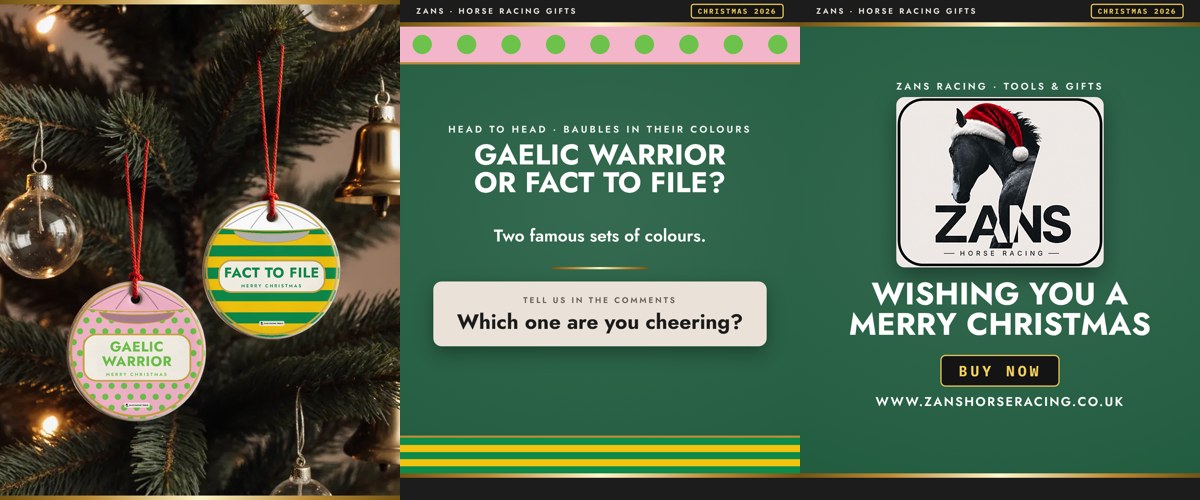 FACT TO FILE
MERRY CHRISTMAS
GAELIC
WARRIOR
MERRY CHRISTMAS
ZANS · HORSE RACING GIFTS
CHRISTMAS 2026
HEAD TO HEAD · BAUBLES IN THEIR COLOURS
GAELIC WARRIOR
OR FACT TO FILE?
Two famous sets of colours.
TELL US IN THE COMMENTS
Which one are you cheering?
ZANS · HORSE RACING GIFTS
CHRISTMAS 2026
ZANS RACING · TOOLS & GIFTS
ZANS
HORSE RACING
WISHING YOU A
MERRY CHRISTMAS
BUY NOW
WWW.ZANSHORSERACING.CO.UK